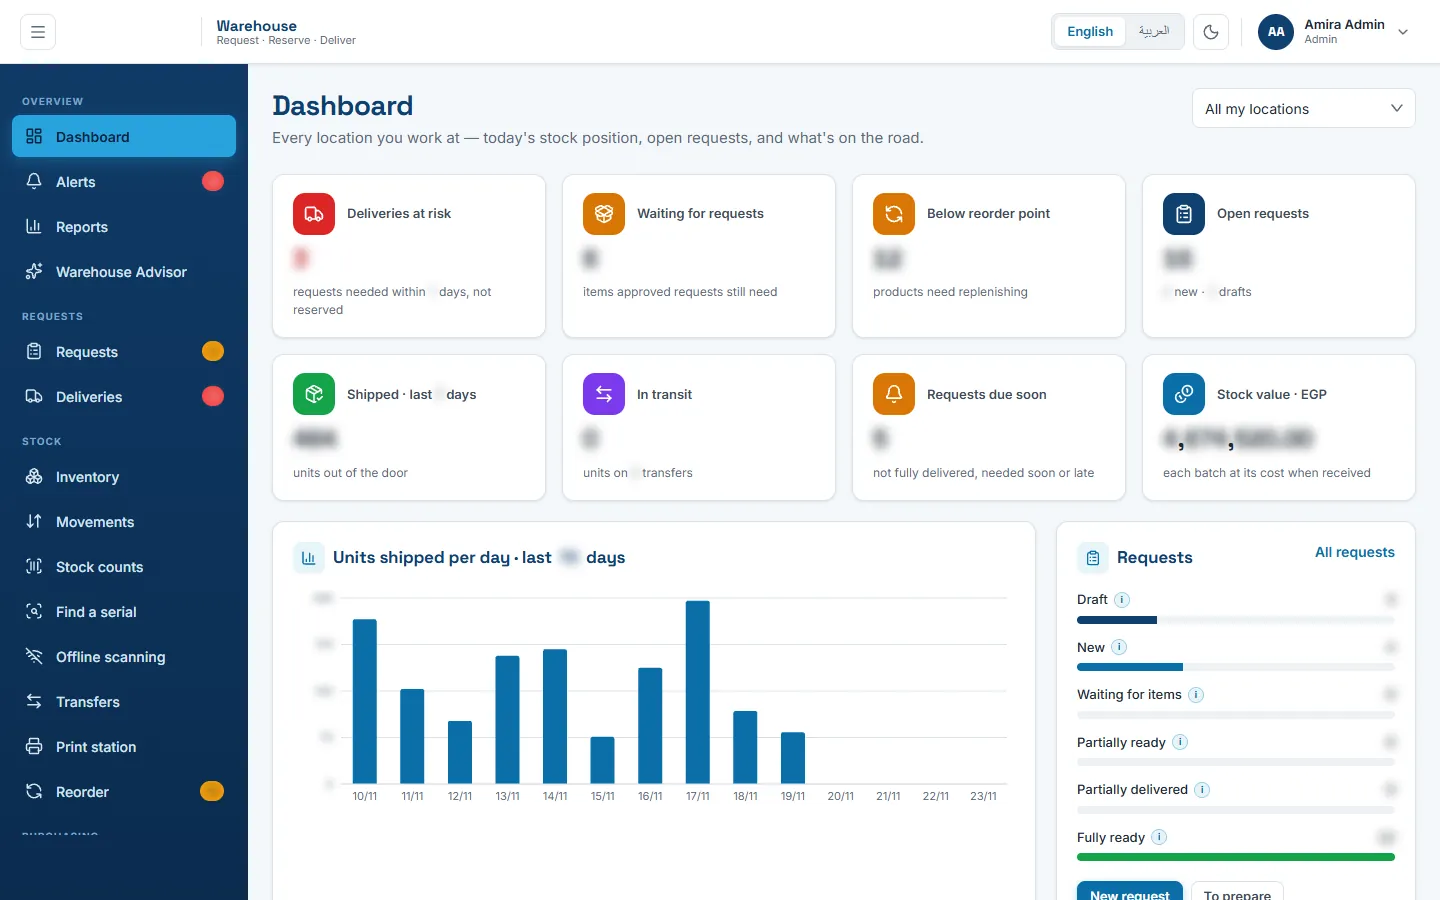 Warehouse
Request · Reserve · Deliver
English
العربية
AA
Amira Admin
Admin
OVERVIEW
Dashboard
Alerts
Reports
Warehouse Advisor
REQUESTS
Requests
Deliveries
STOCK
Inventory
Movements
Stock counts
Find a serial
Offline scanning
Transfers
Print station
Reorder
Dashboard
Every location you work at — today's stock position, open requests, and what's on the road.
All my locations
Deliveries at risk
requests needed within days, not
reserved
Waiting for requests
items approved requests still need
Below reorder point
products need replenishing
Open requests
new · drafts
Shipped · last days
units out of the door
In transit
units on transfers
Requests due soon
not fully delivered, needed soon or late
Stock value · EGP
each batch at its cost when received
Units shipped per day · last days
10/11 11/11 12/11 13/11 14/11 15/11 16/11 17/11 18/11 19/11 20/11 21/11 22/11 23/11
Requests
All requests
Draft
New
Waiting for items
Partially ready
Partially delivered
Fully ready
New request
To prepare